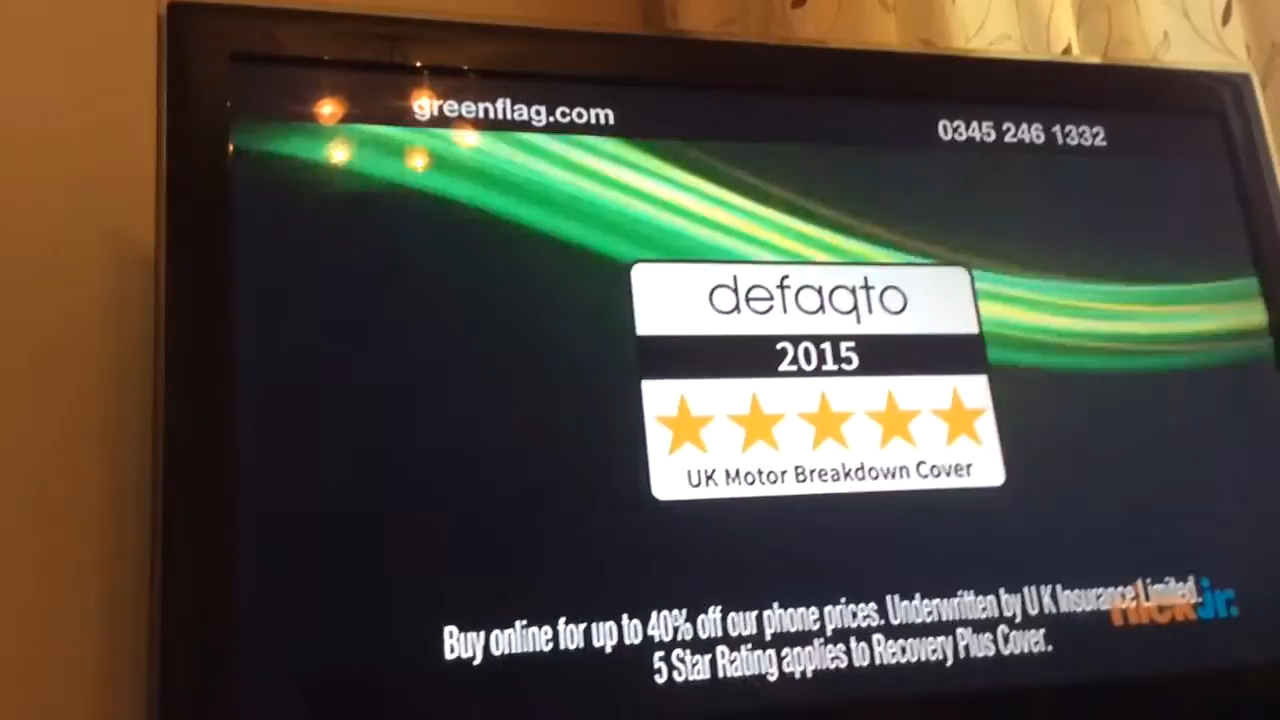 greenflag.com
0345 246 1332
defaqto
2015
UK Motor Breakdown Cover
Buy online for up to 40% off our phone prices. Underwritten by U K Insurance Limited.
5 Star Rating applies to Recovery Plus Cover.
nick jr.